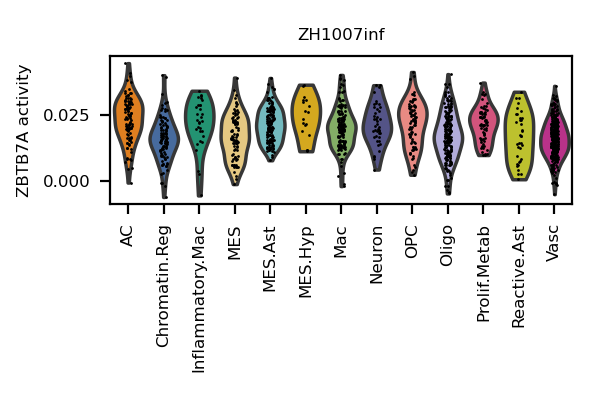 ZH1007inf
ZBTB7A activity
0.025
0.000
AC
Chromatin.Reg
Inflammatory.Mac
MES
MES.Ast
MES.Hyp
Mac
Neuron
OPC
Oligo
Prolif.Metab
Reactive.Ast
Vasc